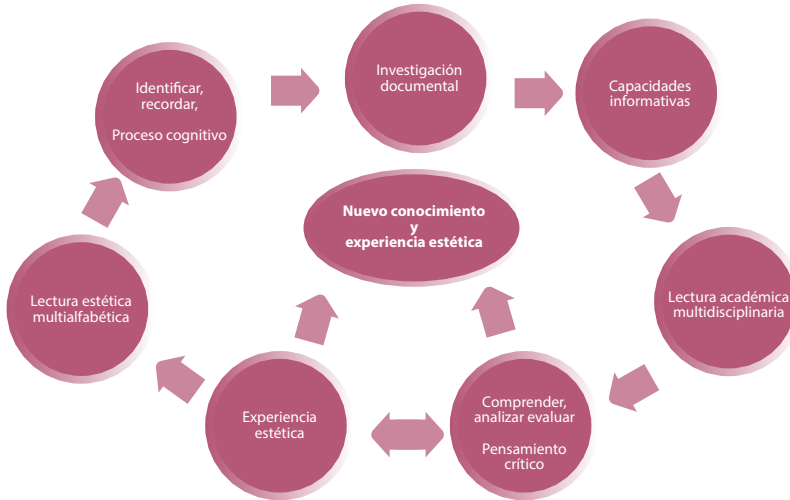 Investigación
documental
Identificar,
recordar,
Proceso cognitivo
Capacidades
informativas
Nuevo conocimiento
y
experiencia estética
Lectura estética
multialfabética
Lectura académica
multidisciplinaria
Experiencia
estética
Comprender,
analizar evaluar
Pensamiento
crítico